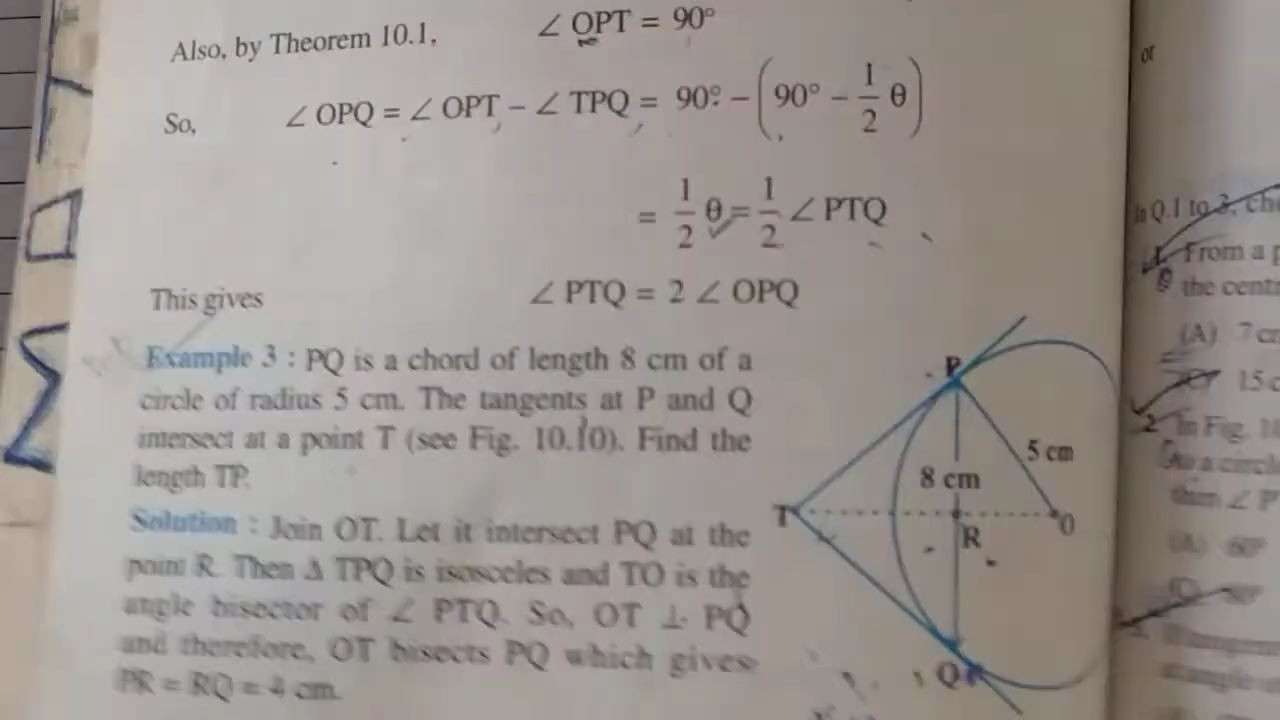 Also, by Theorem 10.1, ∠ OPT = 90°
So, ∠ OPQ = ∠ OPT − ∠ TPQ = 90° − (90° − 1/2 θ)
= 1/2 θ = 1/2 ∠ PTQ
This gives ∠ PTQ = 2 ∠ OPQ
Example 3 : PQ is a chord of length 8 cm of a
circle of radius 5 cm. The tangents at P and Q
intersect at a point T (see Fig. 10.10). Find the
length TP.
Solution : Join OT. Let it intersect PQ at the
point R. Then Δ TPQ is isosceles and TO is the
angle bisector of ∠ PTQ. So, OT ⊥ PQ
and therefore, OT bisects PQ which gives
PR = RQ = 4 cm.
P
5 cm
8 cm
T
R
O
Q
or
In Q.1 to 3,
1. From a
the
(A) 7
15
2. In Fig.
a
∠ P
(A) 60°